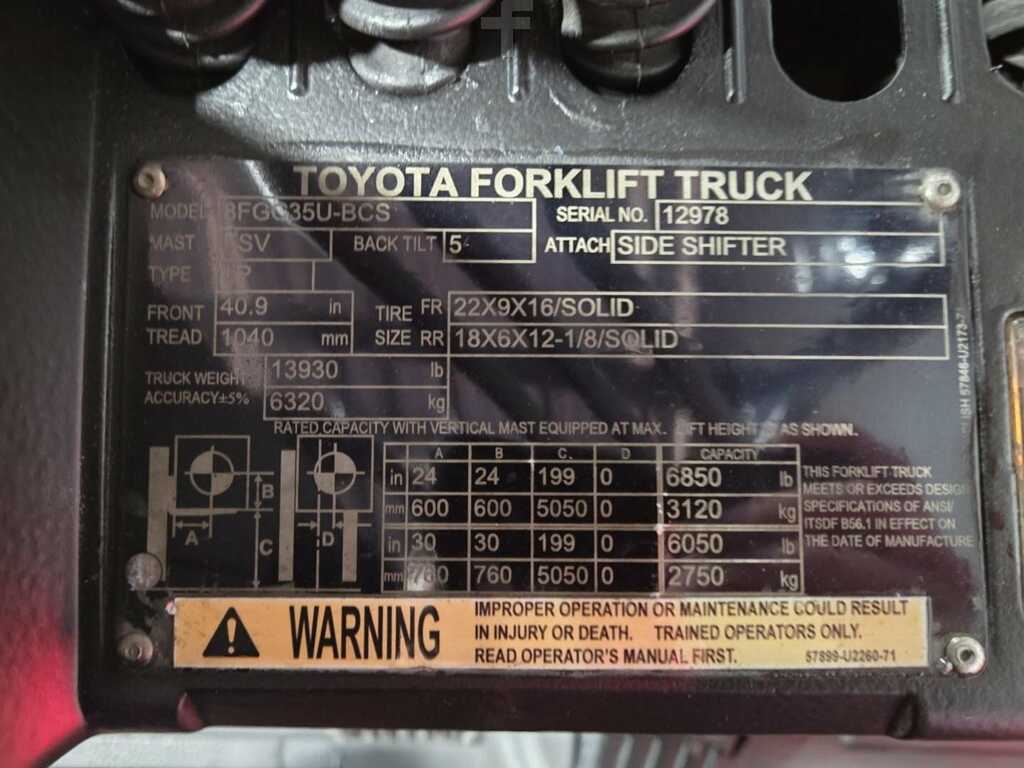 TOYOTA FORKLIFT TRUCK
MODEL 8FGC35U-BCS SERIAL NO. 12978
MAST FSV BACK TILT 5 ATTACH SIDE SHIFTER
TYPE LP
FRONT TREAD 40.9 in TIRE SIZE FR 22X9X16/SOLID
1040 mm RR 18X6X12-1/8/SOLID
TRUCK WEIGHT 13930 lb
ACCURACY±5% 6320 kg
RATED CAPACITY WITH VERTICAL MAST EQUIPPED AT MAX. LIFT HEIGHT IS AS SHOWN.
A B C D CAPACITY
in 24 24 199 0 6850 lb
mm 600 600 5050 0 3120 kg
in 30 30 199 0 6050 lb
mm 760 760 5050 0 2750 kg
A B C D
THIS FORKLIFT TRUCK
MEETS OR EXCEEDS DESIGN
SPECIFICATIONS OF ANSI/
ITSDF B56.1 IN EFFECT ON
THE DATE OF MANUFACTURE
57846-U2173-71
WARNING
IMPROPER OPERATION OR MAINTENANCE COULD RESULT
IN INJURY OR DEATH. TRAINED OPERATORS ONLY.
READ OPERATOR'S MANUAL FIRST. 57899-U2260-71